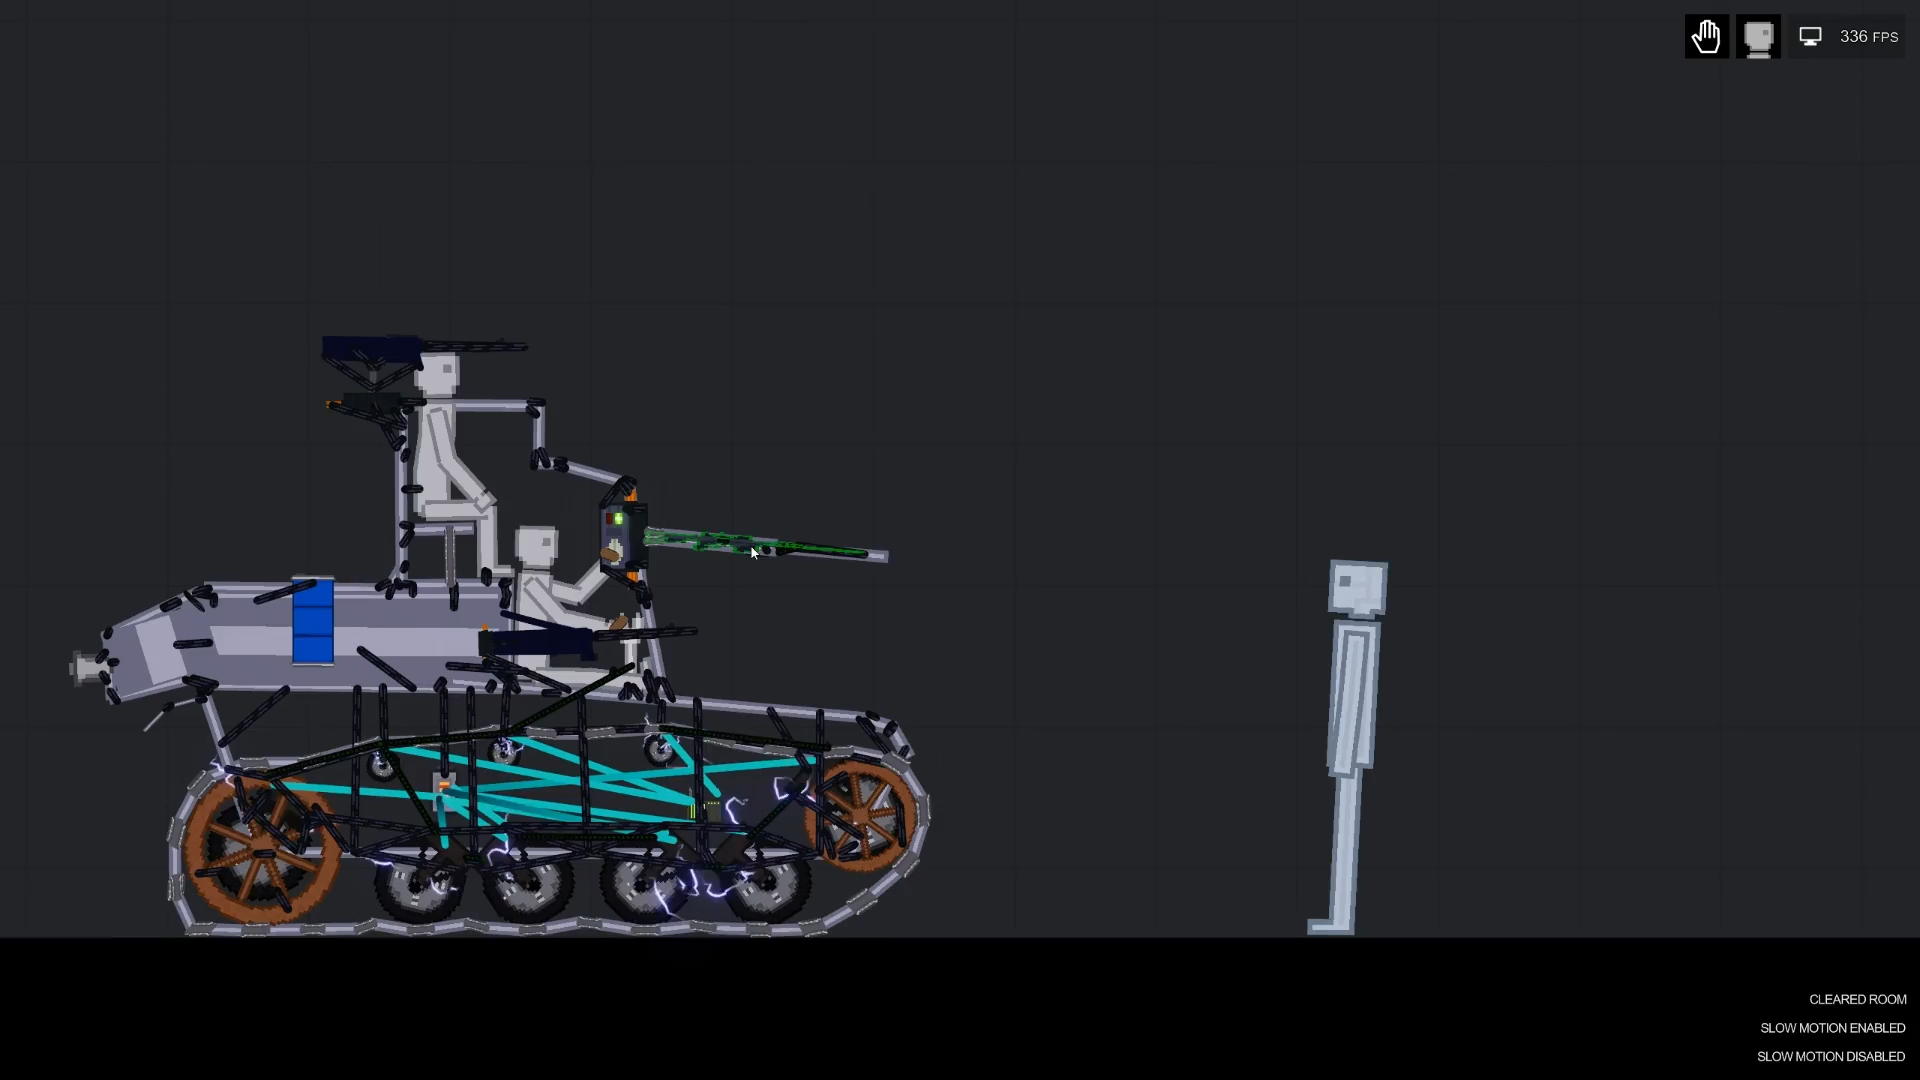 336 FPS
CLEARED ROOM
SLOW MOTION ENABLED
SLOW MOTION DISABLED